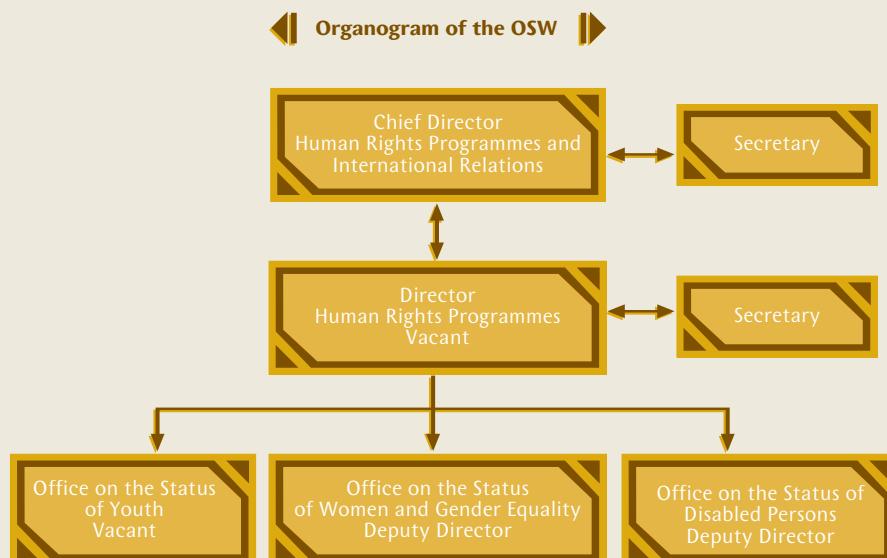 Organogram of the OSW
Chief Director
Human Rights Programmes and
International Relations
Secretary
Director
Human Rights Programmes
Vacant
Secretary
Office on the Status
of Youth
Vacant
Office on the Status
of Women and Gender Equality
Deputy Director
Office on the Status of
Disabled Persons
Deputy Director